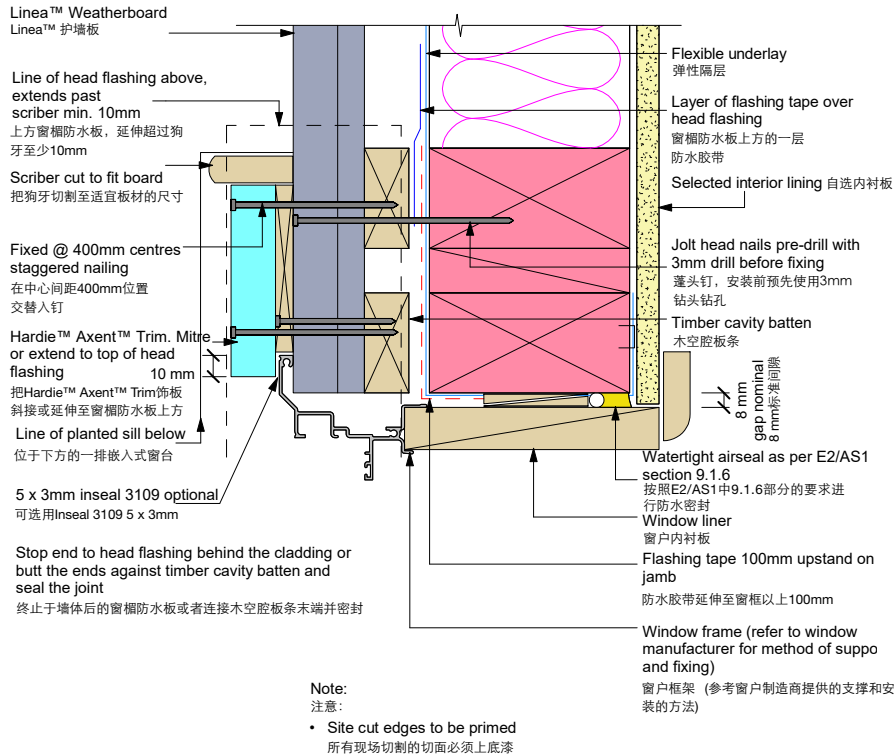 Linea™ Weatherboard
Linea™ 护墙板
Line of head flashing above,
extends past
scriber min. 10mm
上方窗楣防水板，延伸超过狗
牙至少10mm
Scriber cut to fit board
把狗牙切割至适宜板材的尺寸
Fixed @ 400mm centres
staggered nailing
在中心间距400mm位置
交替入钉
Hardie™ Axent™ Trim. Mitre
or extend to top of head
flashing
10 mm
把Hardie™ Axent™ Trim饰板
斜接或延伸至窗楣防水板上方
Line of planted sill below
位于下方的一排嵌入式窗台
5 x 3mm inseal 3109 optional
可选用Inseal 3109 5 x 3mm
Stop end to head flashing behind the cladding or
butt the ends against timber cavity batten and
seal the joint
终止于墙体后的窗楣防水板或者连接木空腔板条末端并密封
Flexible underlay
弹性隔层
Layer of flashing tape over
head flashing
窗楣防水板上方的一层
防水胶带
Selected interior lining 自选内衬板
Jolt head nails pre-drill with
3mm drill before fixing
蓬头钉，安装前预先使用3mm
钻头钻孔
Timber cavity batten
木空腔板条
8 mm
gap nominal
8 mm标准间隙
Watertight airseal as per E2/AS1
section 9.1.6
按照E2/AS1中9.1.6部分的要求进
行防水密封
Window liner
窗户内衬板
Flashing tape 100mm upstand on
jamb
防水胶带延伸至窗框以上100mm
Window frame (refer to window
manufacturer for method of suppo
and fixing)
窗户框架 (参考窗户制造商提供的支撑和安
装的方法)
Note:
注意：
• Site cut edges to be primed
所有现场切割的切面必须上底漆